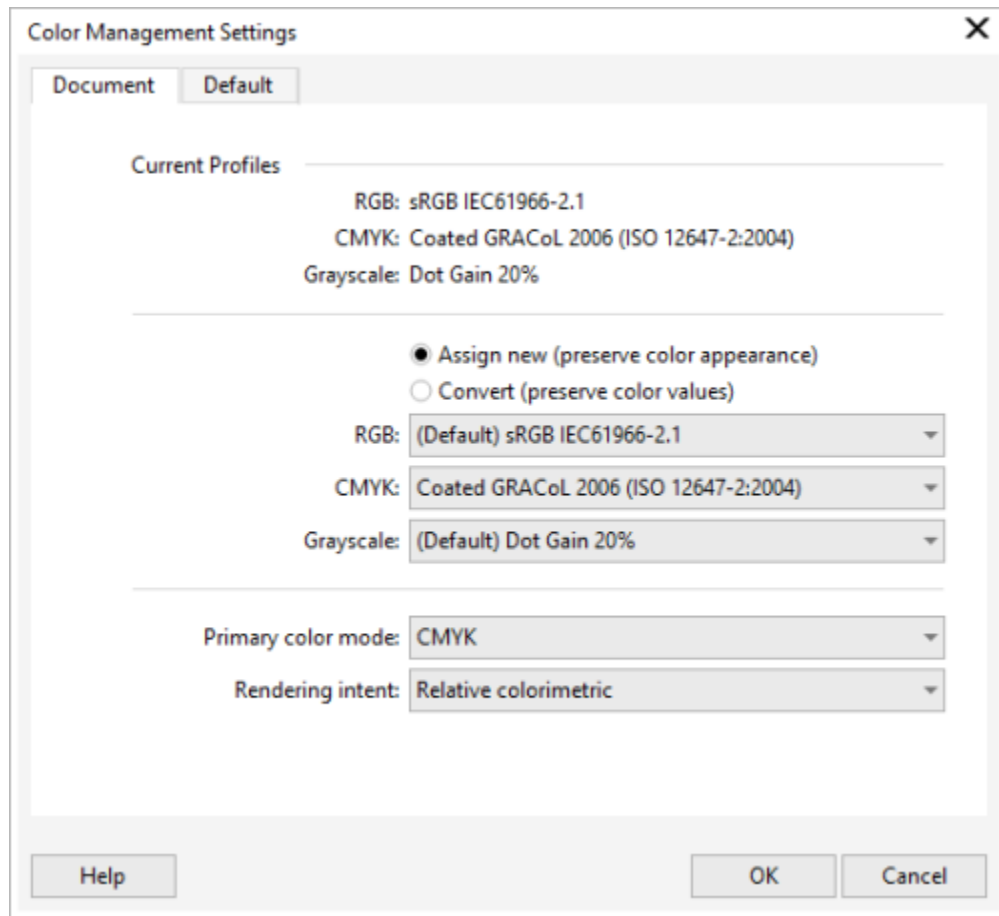 Color Management Settings
Document Default
Current Profiles
RGB: sRGB IEC61966-2.1
CMYK: Coated GRACoL 2006 (ISO 12647-2:2004)
Grayscale: Dot Gain 20%
Assign new (preserve color appearance)
Convert (preserve color values)
RGB: (Default) sRGB IEC61966-2.1
CMYK: Coated GRACoL 2006 (ISO 12647-2:2004)
Grayscale: (Default) Dot Gain 20%
Primary color mode: CMYK
Rendering intent: Relative colorimetric
Help OK Cancel